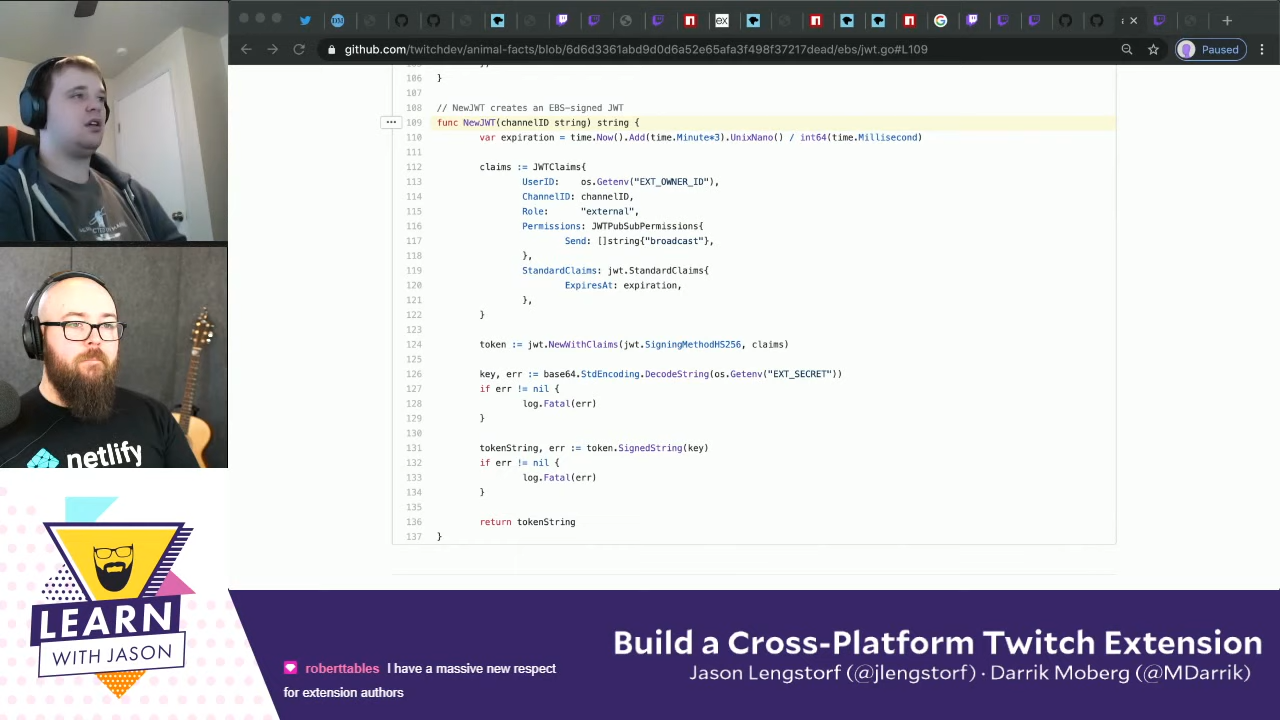 github.com/twitchdev/animal-facts/blob/6d6d3361abd9d0d6a52e65afa3f498f37217dead/ebs/jwt.go#L109
Paused
106 }
107
108 // NewJWT creates an EBS-signed JWT
109 func NewJWT(channelID string) string {
110 var expiration = time.Now().Add(time.Minute*3).UnixNano() / int64(time.Millisecond)
111
112 claims := JWTClaims{
113 UserID: os.Getenv("EXT_OWNER_ID"),
114 ChannelID: channelID,
115 Role: "external",
116 Permissions: JWTPubSubPermissions{
117 Send: []string{"broadcast"},
118 },
119 StandardClaims: jwt.StandardClaims{
120 ExpiresAt: expiration,
121 },
122 }
123
124 token := jwt.NewWithClaims(jwt.SigningMethodHS256, claims)
125
126 key, err := base64.StdEncoding.DecodeString(os.Getenv("EXT_SECRET"))
127 if err != nil {
128 log.Fatal(err)
129 }
130
131 tokenString, err := token.SignedString(key)
132 if err != nil {
133 log.Fatal(err)
134 }
135
136 return tokenString
137 }
netlify
LEARN
WITH JASON
roberttables I have a massive new respect
for extension authors
Build a Cross-Platform Twitch Extension
Jason Lengstorf (@jlengstorf) · Darrik Moberg (@MDarrik)